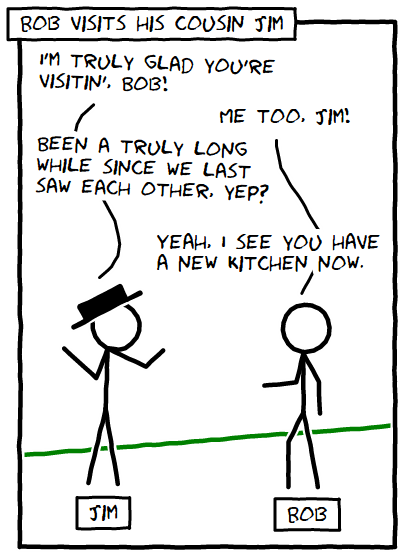 BOB VISITS HIS COUSIN JIM
I'M TRULY GLAD YOU'RE
VISITIN', BOB!
ME TOO, JIM!
BEEN A TRULY LONG
WHILE SINCE WE LAST
SAW EACH OTHER, YEP?
YEAH, I SEE YOU HAVE
A NEW KITCHEN NOW.
JIM
BOB